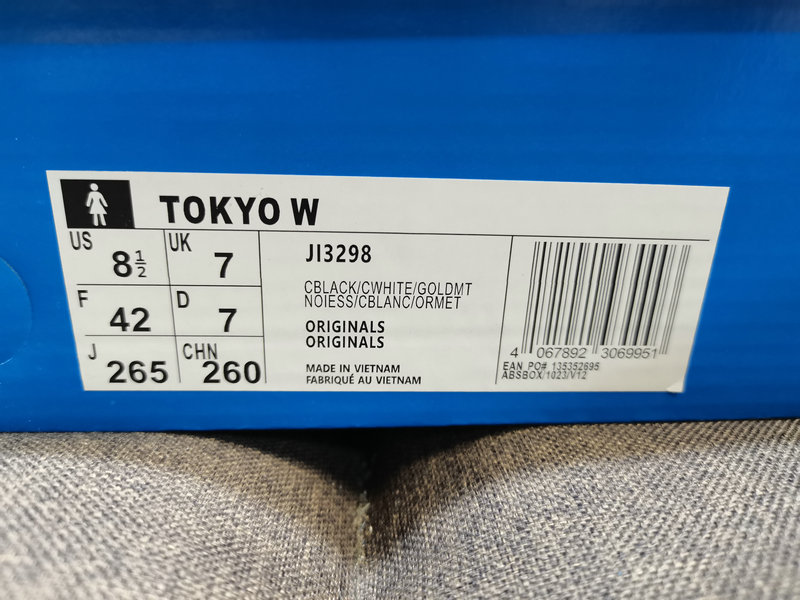 TOKYO W
US 8½ UK 7
F 42 D 7
J 265 CHN 260
JI3298
CBLACK/CWHITE/GOLDMT
NOIESS/CBLANC/ORMET
ORIGINALS
ORIGINALS
MADE IN VIETNAM
FABRIQUÉ AU VIETNAM
4 067892 3069951
EAN PO# 135352695
ABSBOX/1023/V12